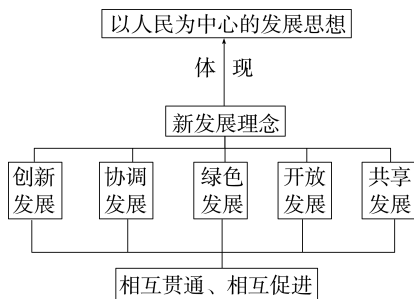 以人民为中心的发展思想
体 现
新发展理念
创新 协调 绿色 开放 共享
发展 发展 发展 发展 发展
相互贯通、相互促进